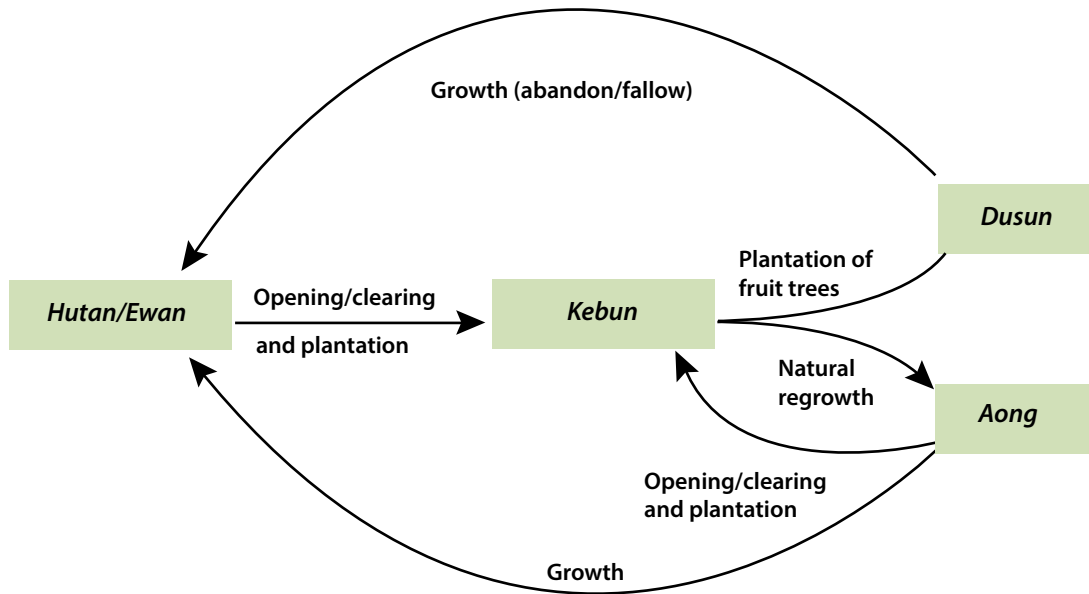 Growth (abandon/fallow)
Dusun
Plantation of
fruit trees
Opening/clearing
and plantation
Hutan/Ewan
Kebun
Natural
regrowth
Aong
Opening/clearing
and plantation
Growth